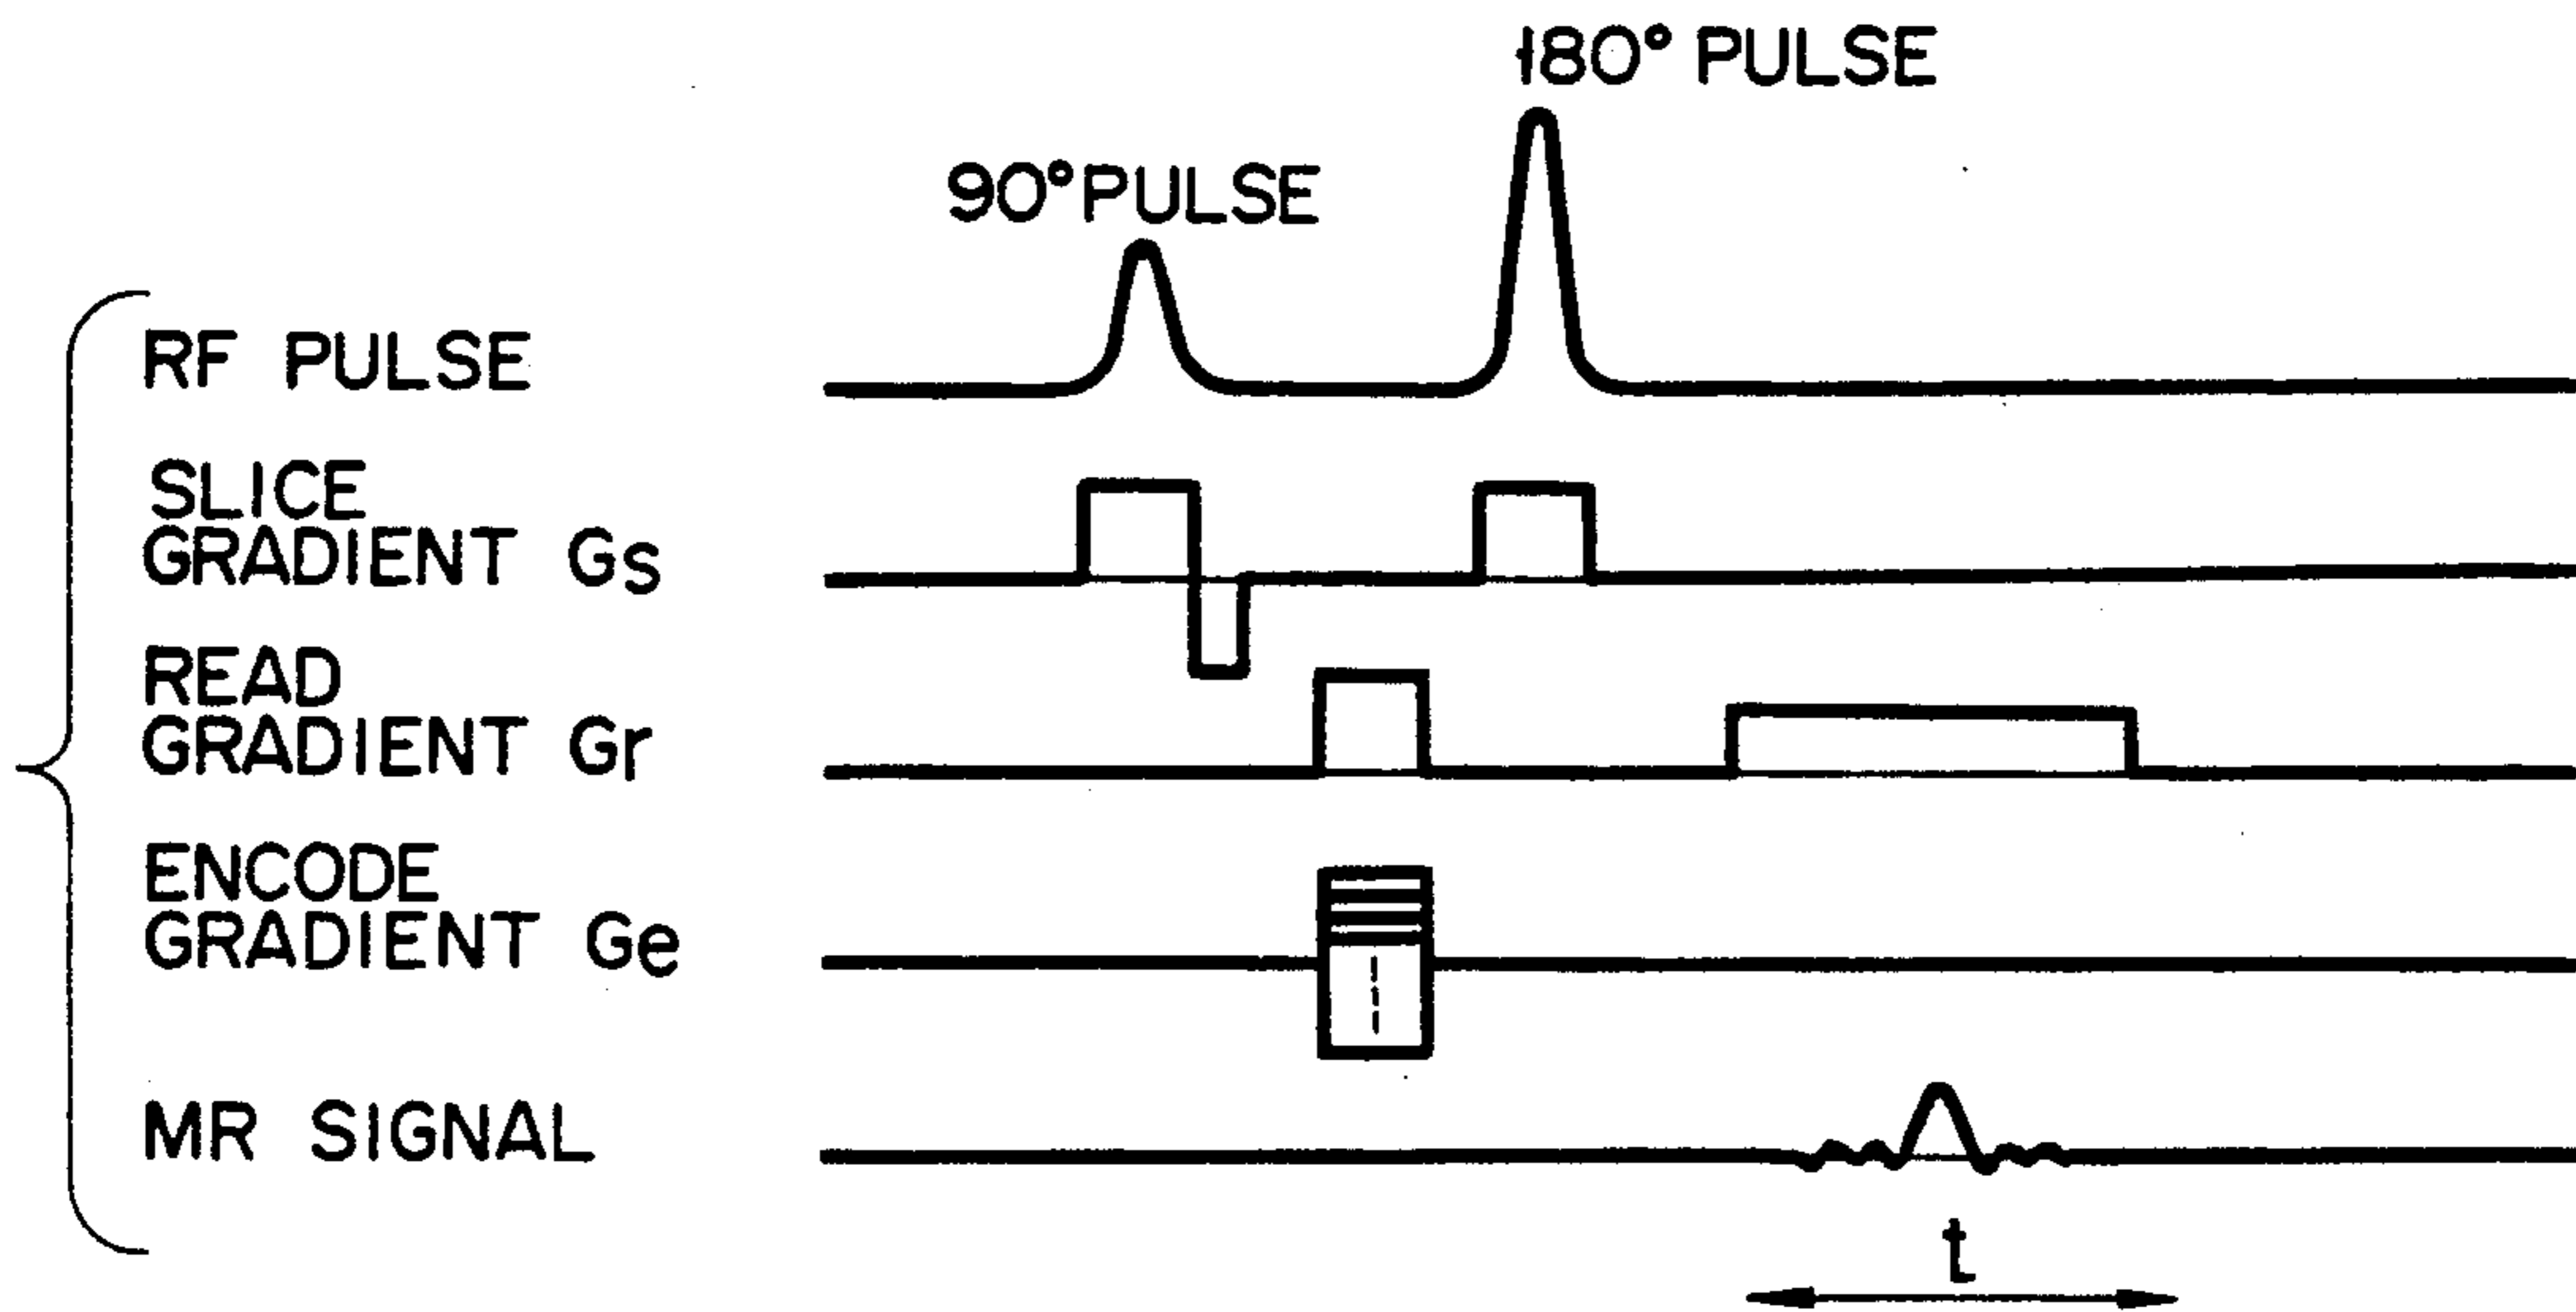 180° PULSE
90° PULSE
RF PULSE
SLICE
GRADIENT Gs
READ
GRADIENT Gr
ENCODE
GRADIENT Ge
MR SIGNAL
t